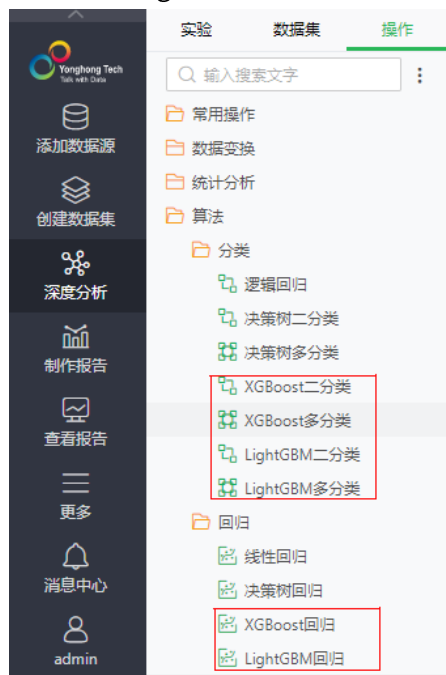 Yonghong Tech
Talk with Data
添加数据源
创建数据集
深度分析
制作报告
查看报告
更多
消息中心
admin
实验 数据集 操作
输入搜索文字
常用操作
数据变换
统计分析
算法
分类
逻辑回归
决策树二分类
决策树多分类
XGBoost二分类
XGBoost多分类
LightGBM二分类
LightGBM多分类
回归
线性回归
决策树回归
XGBoost回归
LightGBM回归